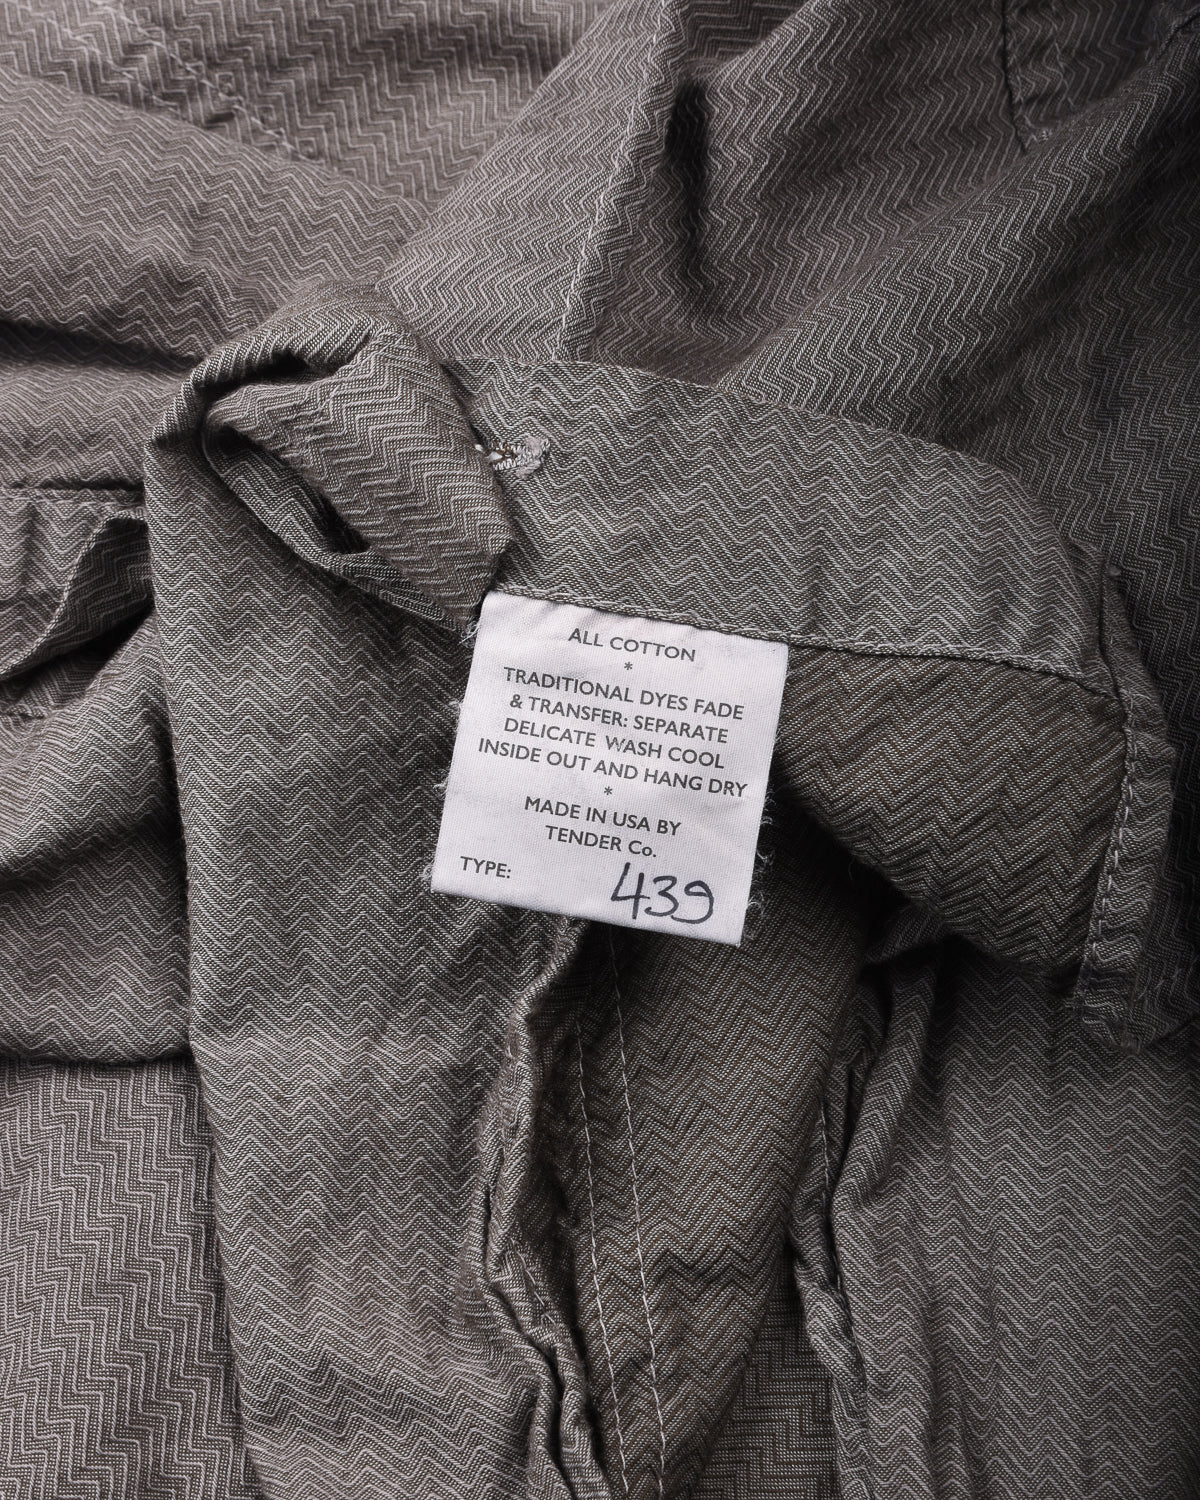 ALL COTTON
*
TRADITIONAL DYES FADE
& TRANSFER: SEPARATE
DELICATE WASH COOL
INSIDE OUT AND HANG DRY
*
MADE IN USA BY
TENDER Co.
TYPE: 439